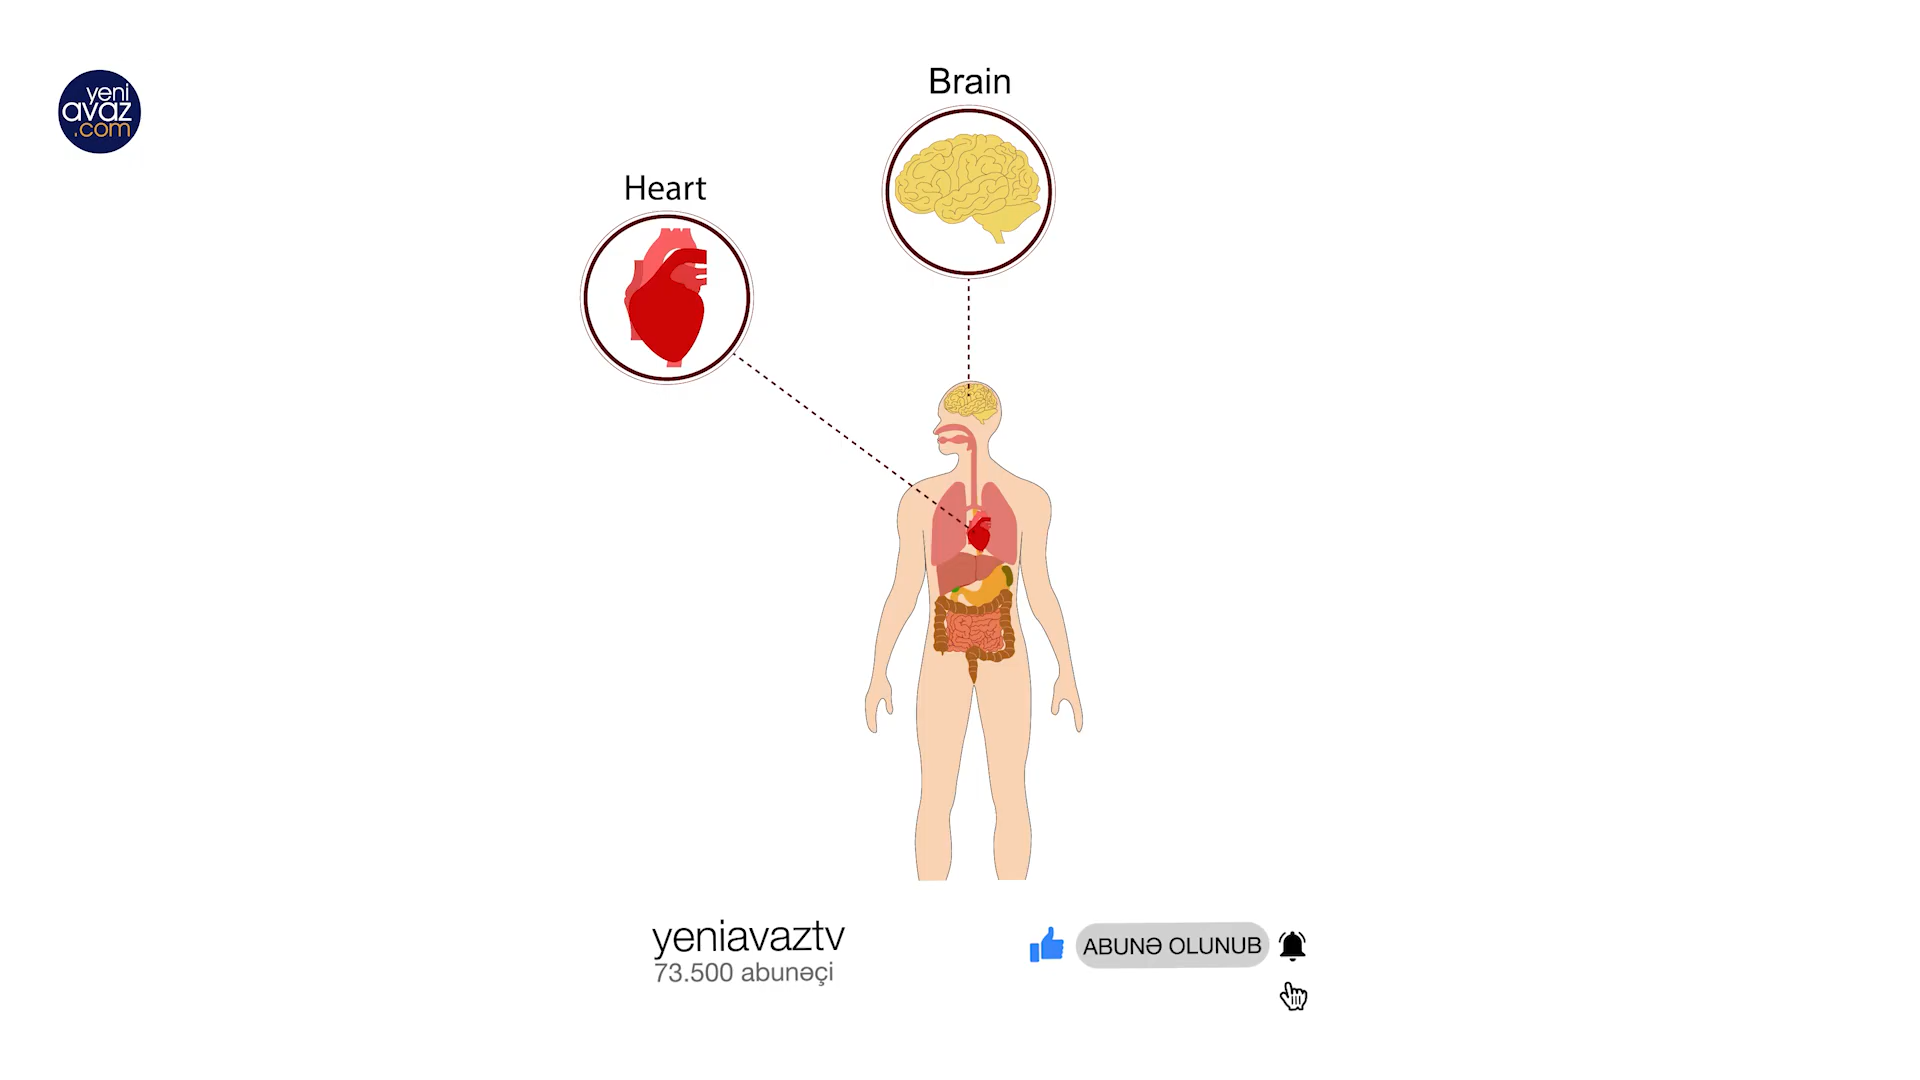 yeni
avaz
.com
Brain
Heart
yeniavaztv
73.500 abunəçi
ABUNƏ OLUNUB